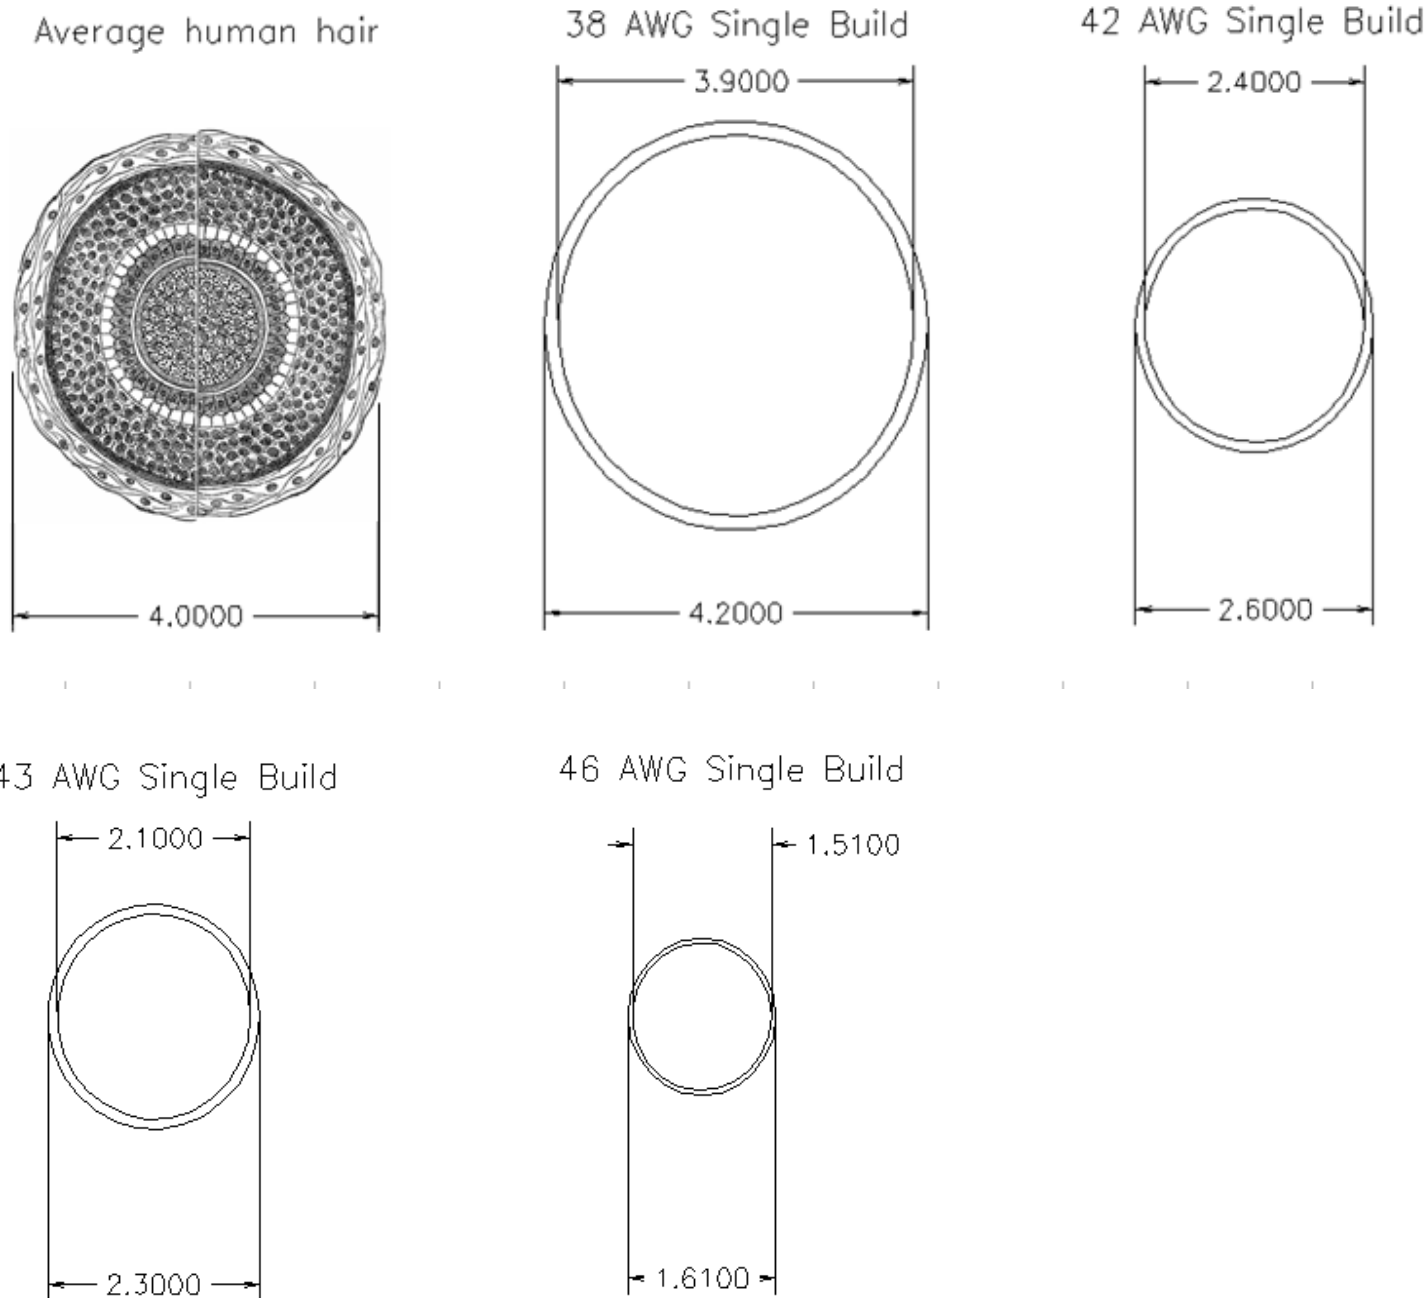 Average human hair
38 AWG Single Build
42 AWG Single Build
3.9000
2.4000
4.0000
4.2000
2.6000
43 AWG Single Build
46 AWG Single Build
2.1000
1.5100
2.3000
1.6100